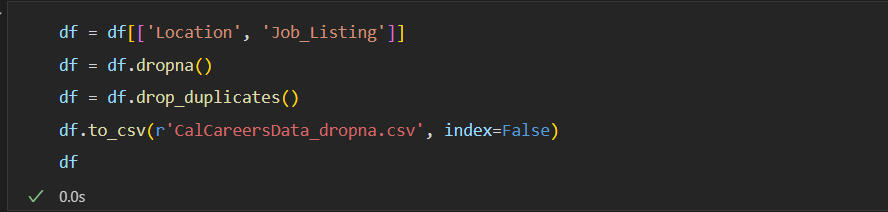 df = df[['Location', 'Job_Listing']]
df = df.dropna()
df = df.drop_duplicates()
df.to_csv(r'CalCareersData_dropna.csv', index=False)
df
0.0s